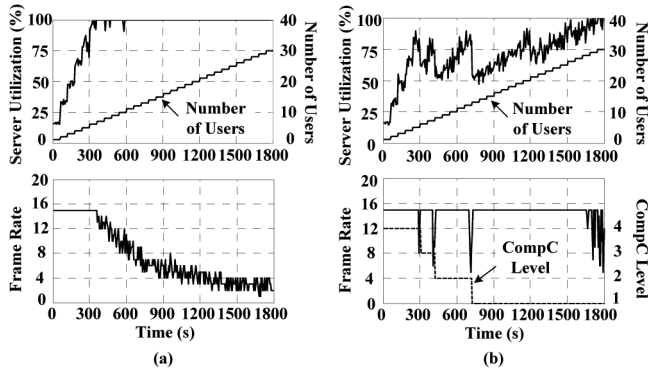 Server Utilization (%)
100
75
50
25
0
40
30
20
10
0
Number of Users
Number
of Users
0 300 600 900 1200 1500 1800
Frame Rate
20
16
12
8
4
0
0 300 600 900 1200 1500 1800
Time (s)
(a)
Server Utilization (%)
100
75
50
25
0
40
30
20
10
0
Number of Users
Number
of Users
0 300 600 900 1200 1500 1800
Frame Rate
20
16
12
8
4
0
4
3
2
1
CompC Level
CompC
Level
0 300 600 900 1200 1500 1800
Time (s)
(b)